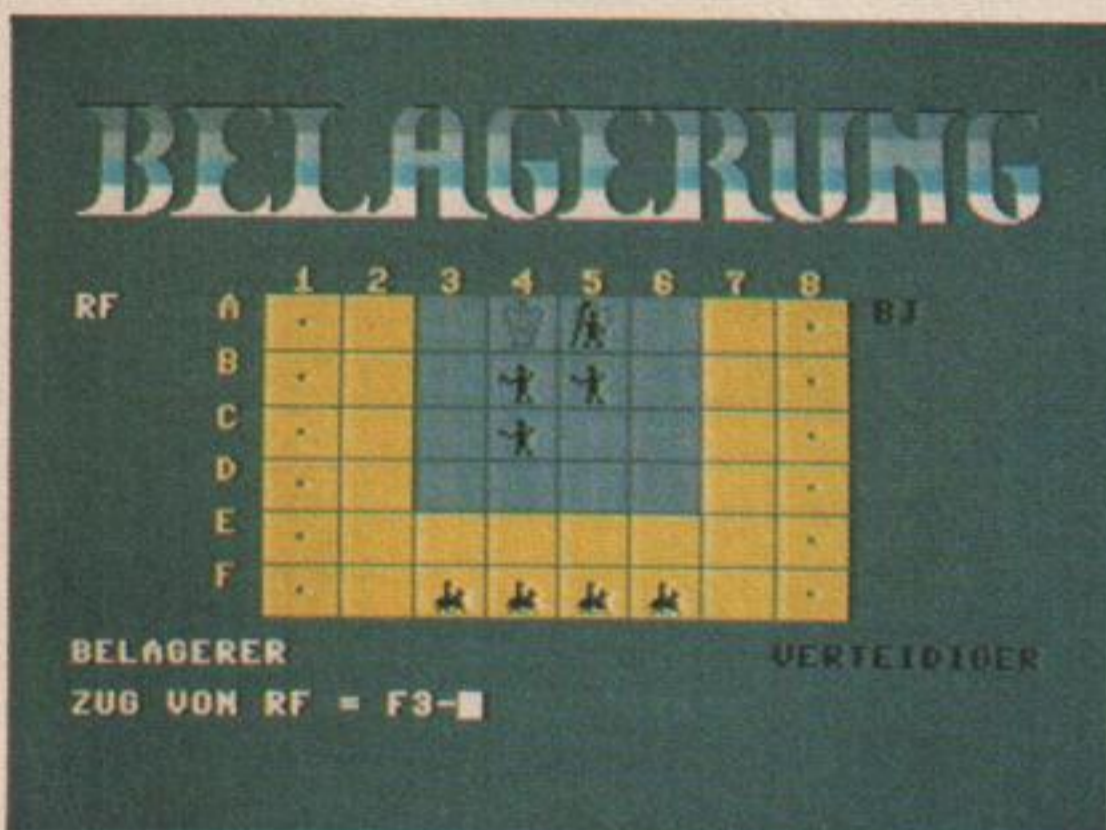 BELAGERUNG
1 2 3 4 5 6 7 8
RF A BJ
B
C
D
E
F
BELAGERER VERTEIDIGER
ZUG VON RF = F3-